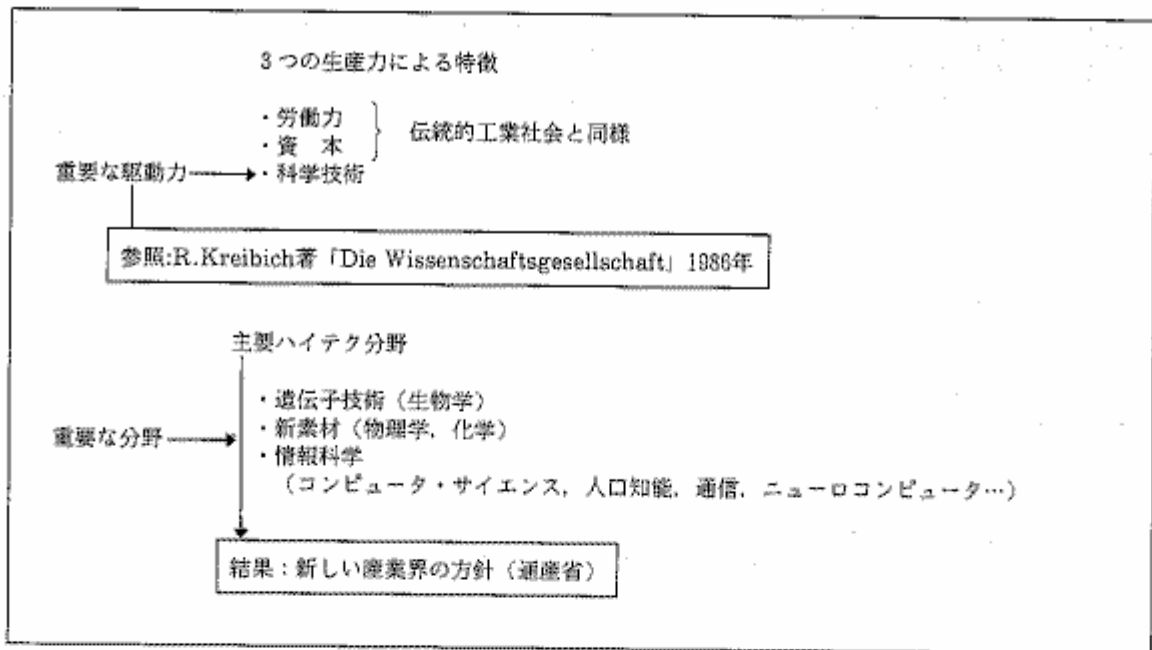 3つの生産力による特徴
・労働力
・資 本
伝統的工業社会と同様
重要な駆動力
・科学技術
参照:R.Kreibich著「Die Wissenschaftsgesellschaft」1986年
主要ハイテク分野
・遺伝子技術（生物学）
・新素材（物理学，化学）
重要な分野
・情報科学
（コンピュータ・サイエンス，人口知能，通信，ニューロコンピュータ…）
結果：新しい産業界の方針（通産省）